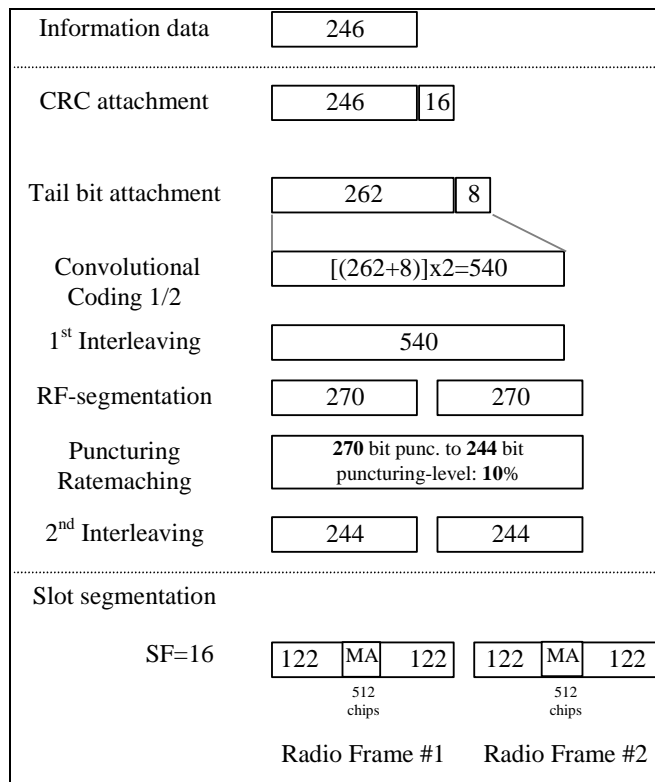 Information data 246
CRC attachment 246 16
Tail bit attachment 262 8
Convolutional Coding 1/2 [(262+8)]x2=540
1st Interleaving 540
RF-segmentation 270 270
Puncturing Ratemaching 270 bit punc. to 244 bit puncturing-level: 10%
2nd Interleaving 244 244
Slot segmentation
SF=16 122 MA 122 122 MA 122
512 chips 512 chips
Radio Frame #1 Radio Frame #2